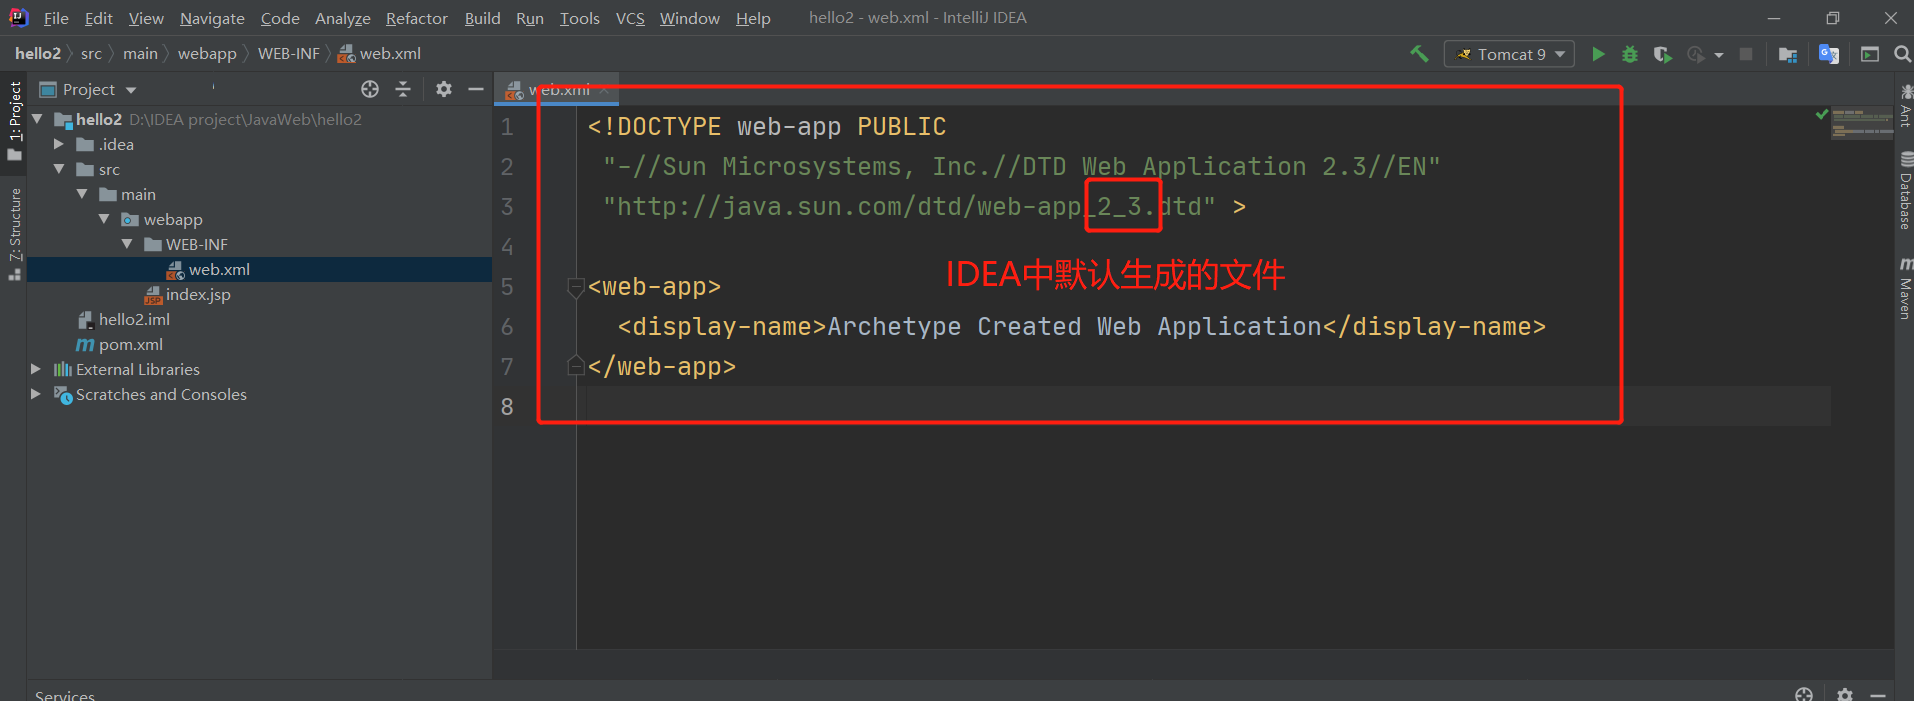 File Edit View Navigate Code Analyze Refactor Build Run Tools VCS Window Help hello2 - web.xml - IntelliJ IDEA
hello2 src main webapp WEB-INF web.xml Tomcat 9
Project
web.xml
1: Project
7: Structure
hello2 D:\IDEA project\JavaWeb\hello2
.idea
src
main
webapp
WEB-INF
web.xml
index.jsp
hello2.iml
pom.xml
External Libraries
Scratches and Consoles
1 <!DOCTYPE web-app PUBLIC
2 "-//Sun Microsystems, Inc.//DTD Web Application 2.3//EN"
3 "http://java.sun.com/dtd/web-app_2_3.dtd" >
4
IDEA中默认生成的文件
5 <web-app>
6 <display-name>Archetype Created Web Application</display-name>
7 </web-app>
8
Ant
Database
Maven
Services